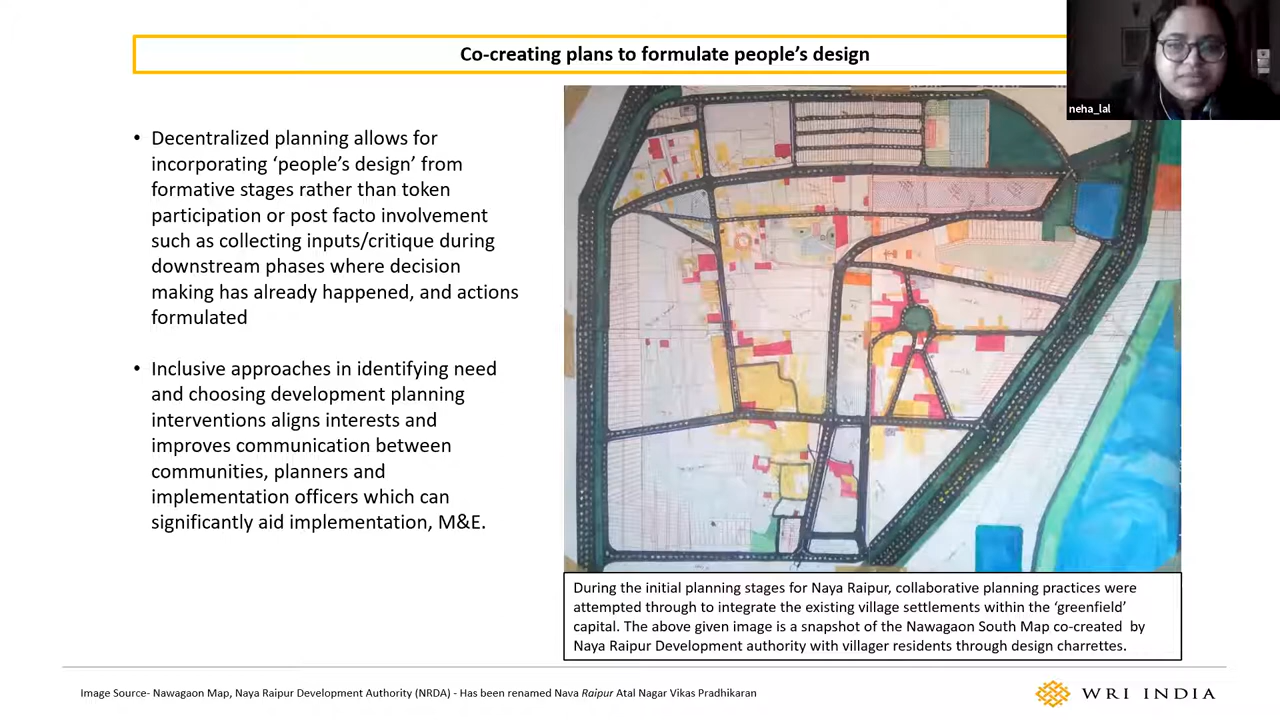 Co-creating plans to formulate people’s design
neha_lal
• Decentralized planning allows for
incorporating ‘people’s design’ from
formative stages rather than token
participation or post facto involvement
such as collecting inputs/critique during
downstream phases where decision
making has already happened, and actions
formulated
• Inclusive approaches in identifying need
and choosing development planning
interventions aligns interests and
improves communication between
communities, planners and
implementation officers which can
significantly aid implementation, M&E.
During the initial planning stages for Naya Raipur, collaborative planning practices were
attempted through to integrate the existing village settlements within the ‘greenfield’
capital. The above given image is a snapshot of the Nawagaon South Map co-created by
Naya Raipur Development authority with villager residents through design charrettes.
Image Source- Nawagaon Map, Naya Raipur Development Authority (NRDA) - Has been renamed Nava Raipur Atal Nagar Vikas Pradhikaran
WRI INDIA